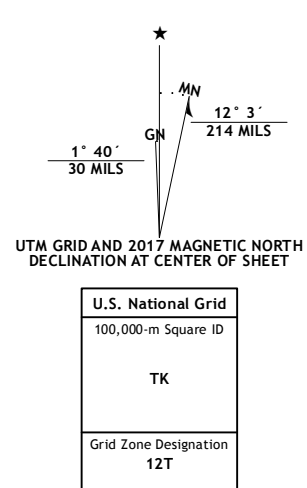 ★
MN
GN
12° 3´
214 MILS
1° 40´
30 MILS
UTM GRID AND 2017 MAGNETIC NORTH
DECLINATION AT CENTER OF SHEET
U.S. National Grid
100,000-m Square ID
TK
Grid Zone Designation
12T